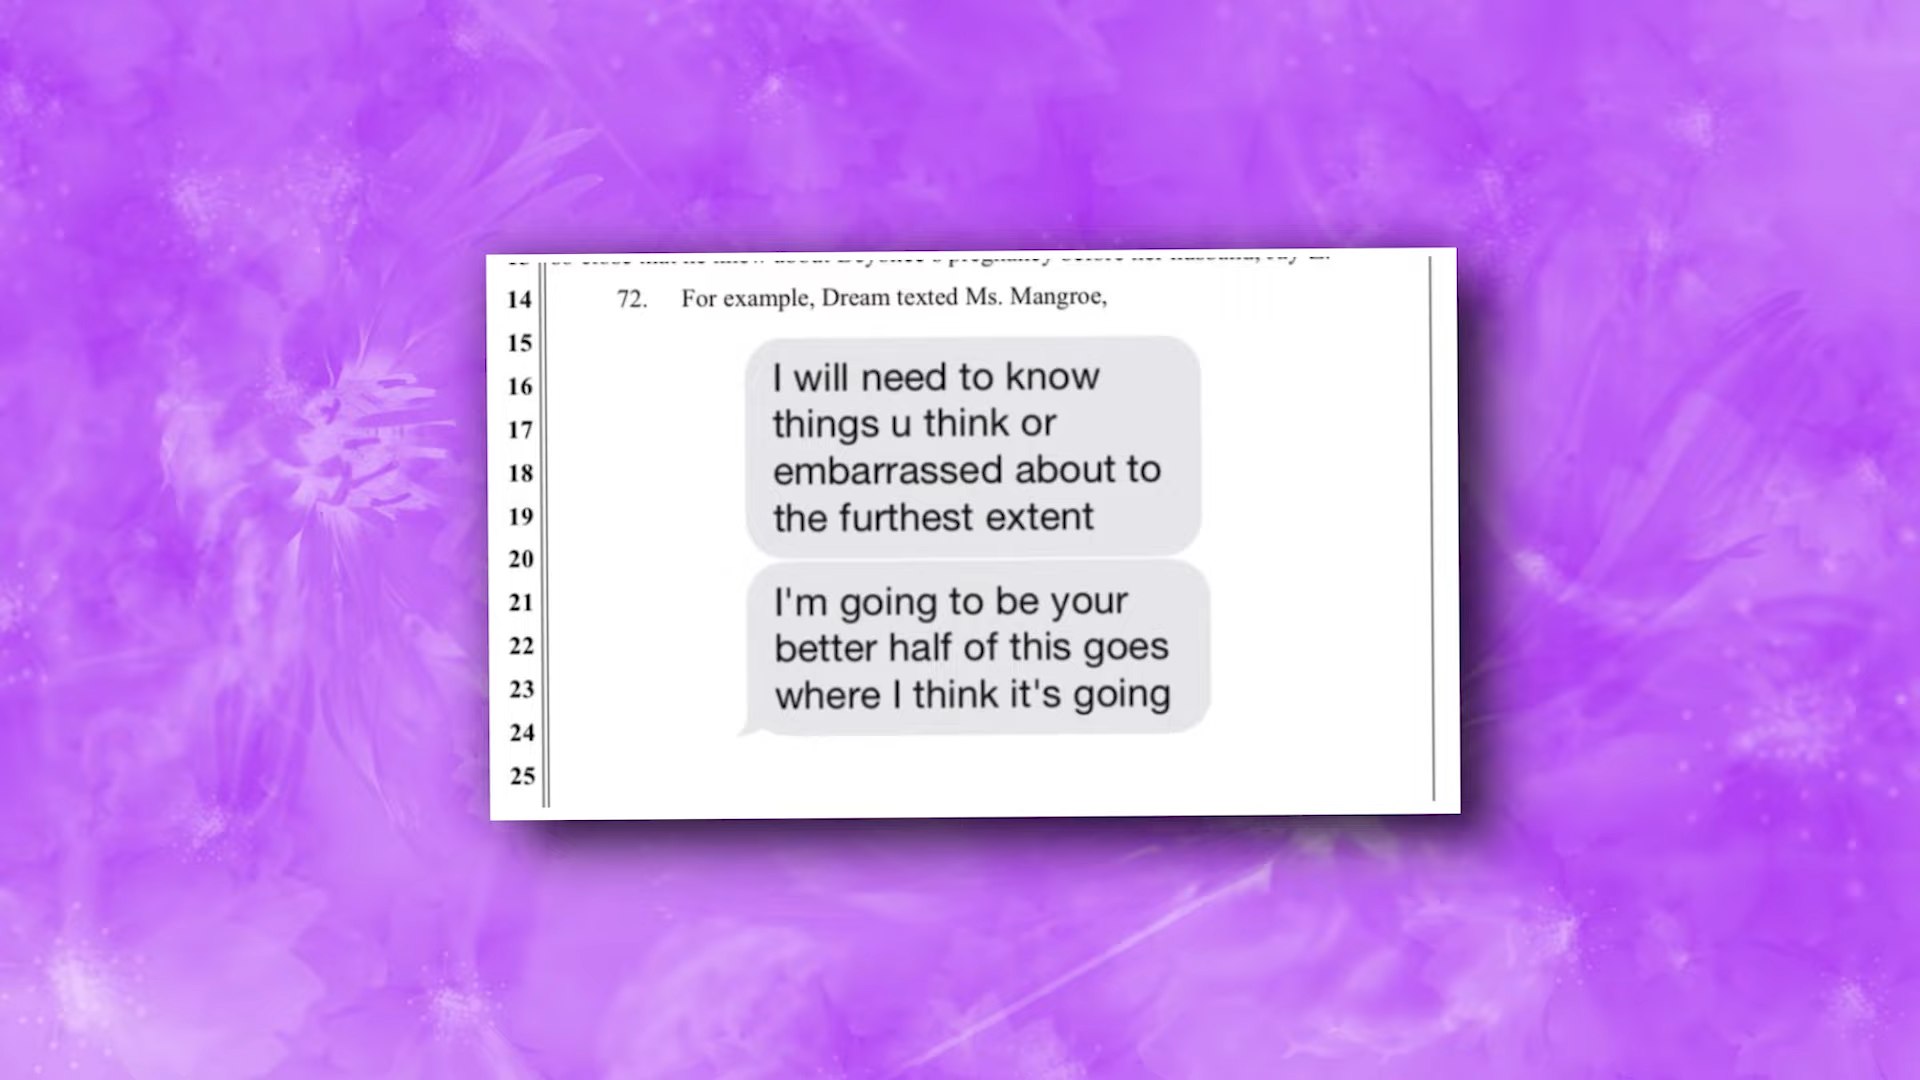 14 72. For example, Dream texted Ms. Mangroe,
15
I will need to know
16
things u think or
17
embarrassed about to
18
the furthest extent
19
20
I'm going to be your
21
better half of this goes
22
where I think it's going
23
24
25